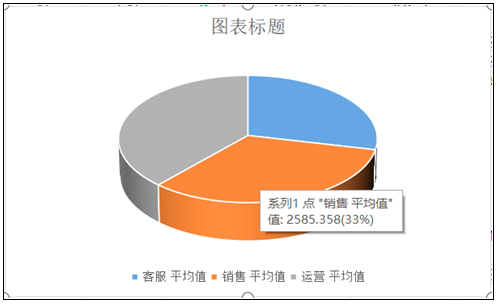 图表标题
系列1 点 "销售 平均值"
值: 2585.358(33%)
客服 平均值 销售 平均值 运营 平均值